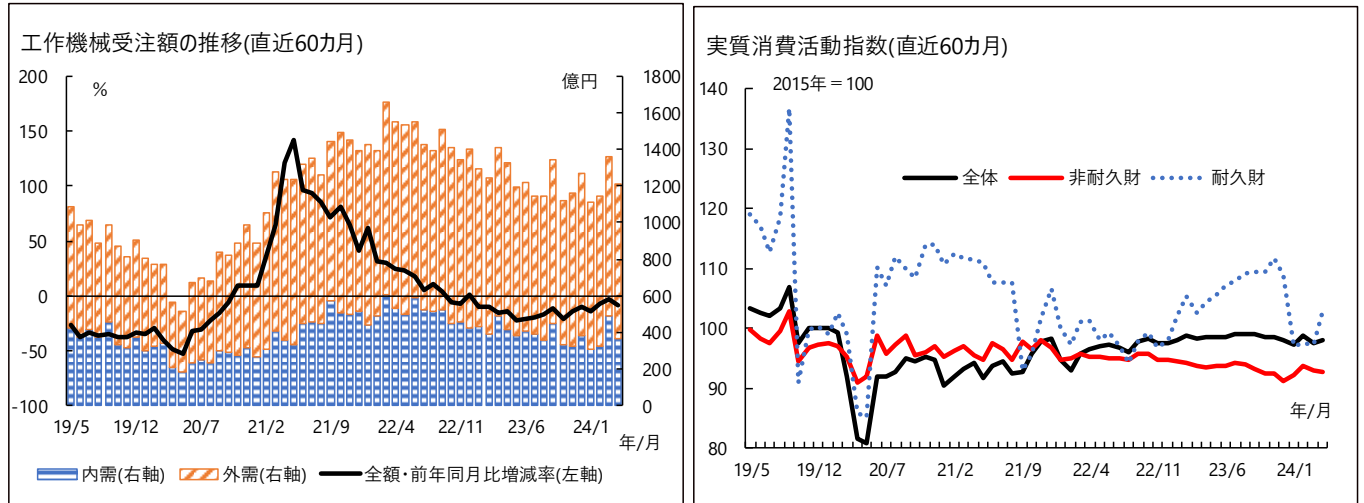 工作機械受注額の推移(直近60カ月)
%
億円
200
150
100
50
0
-50
-100
1800
1600
1400
1200
1000
800
600
400
200
0
19/5 19/12 20/7 21/2 21/9 22/4 22/11 23/6 24/1
年/月
内需(右軸) 外需(右軸) 全額・前年同月比増減率(左軸)
実質消費活動指数(直近60カ月)
2015年＝100
140
130
120
110
100
90
80
全体 非耐久財 耐久財
年/月
19/5 19/12 20/7 21/2 21/9 22/4 22/11 23/6 24/1